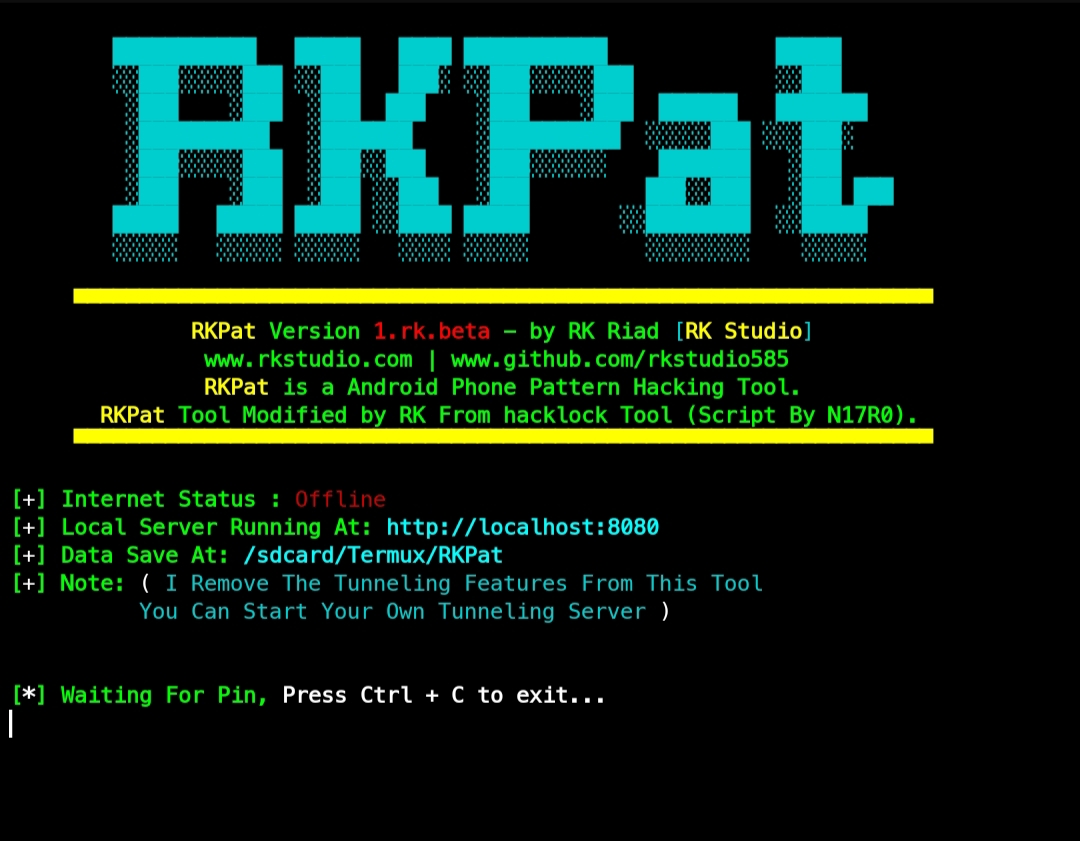 RKPat
RKPat Version 1.rk.beta – by RK Riad [RK Studio]
www.rkstudio.com | www.github.com/rkstudio585
RKPat is a Android Phone Pattern Hacking Tool.
RKPat Tool Modified by RK From hacklock Tool (Script By N17R0).
[+] Internet Status : Offline
[+] Local Server Running At: http://localhost:8080
[+] Data Save At: /sdcard/Termux/RKPat
[+] Note: ( I Remove The Tunneling Features From This Tool
You Can Start Your Own Tunneling Server )
[*] Waiting For Pin, Press Ctrl + C to exit...